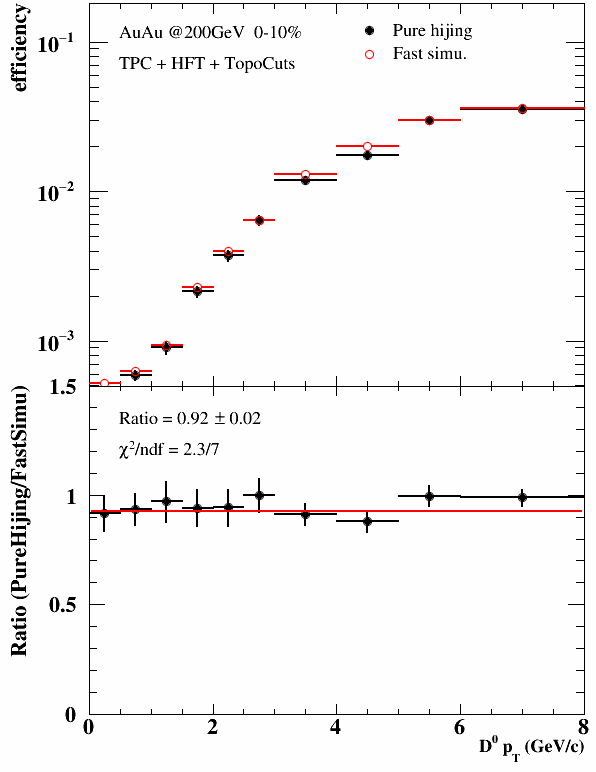 efficiency
AuAu @200GeV 0-10%
TPC + HFT + TopoCuts
Pure hijing
Fast simu.
10⁻¹
10⁻²
10⁻³
Ratio (PureHijing/FastSimu)
1.5
1
0.5
0
Ratio = 0.92 ± 0.02
χ²/ndf = 2.3/7
0 2 4 6 8
D⁰ p_T (GeV/c)